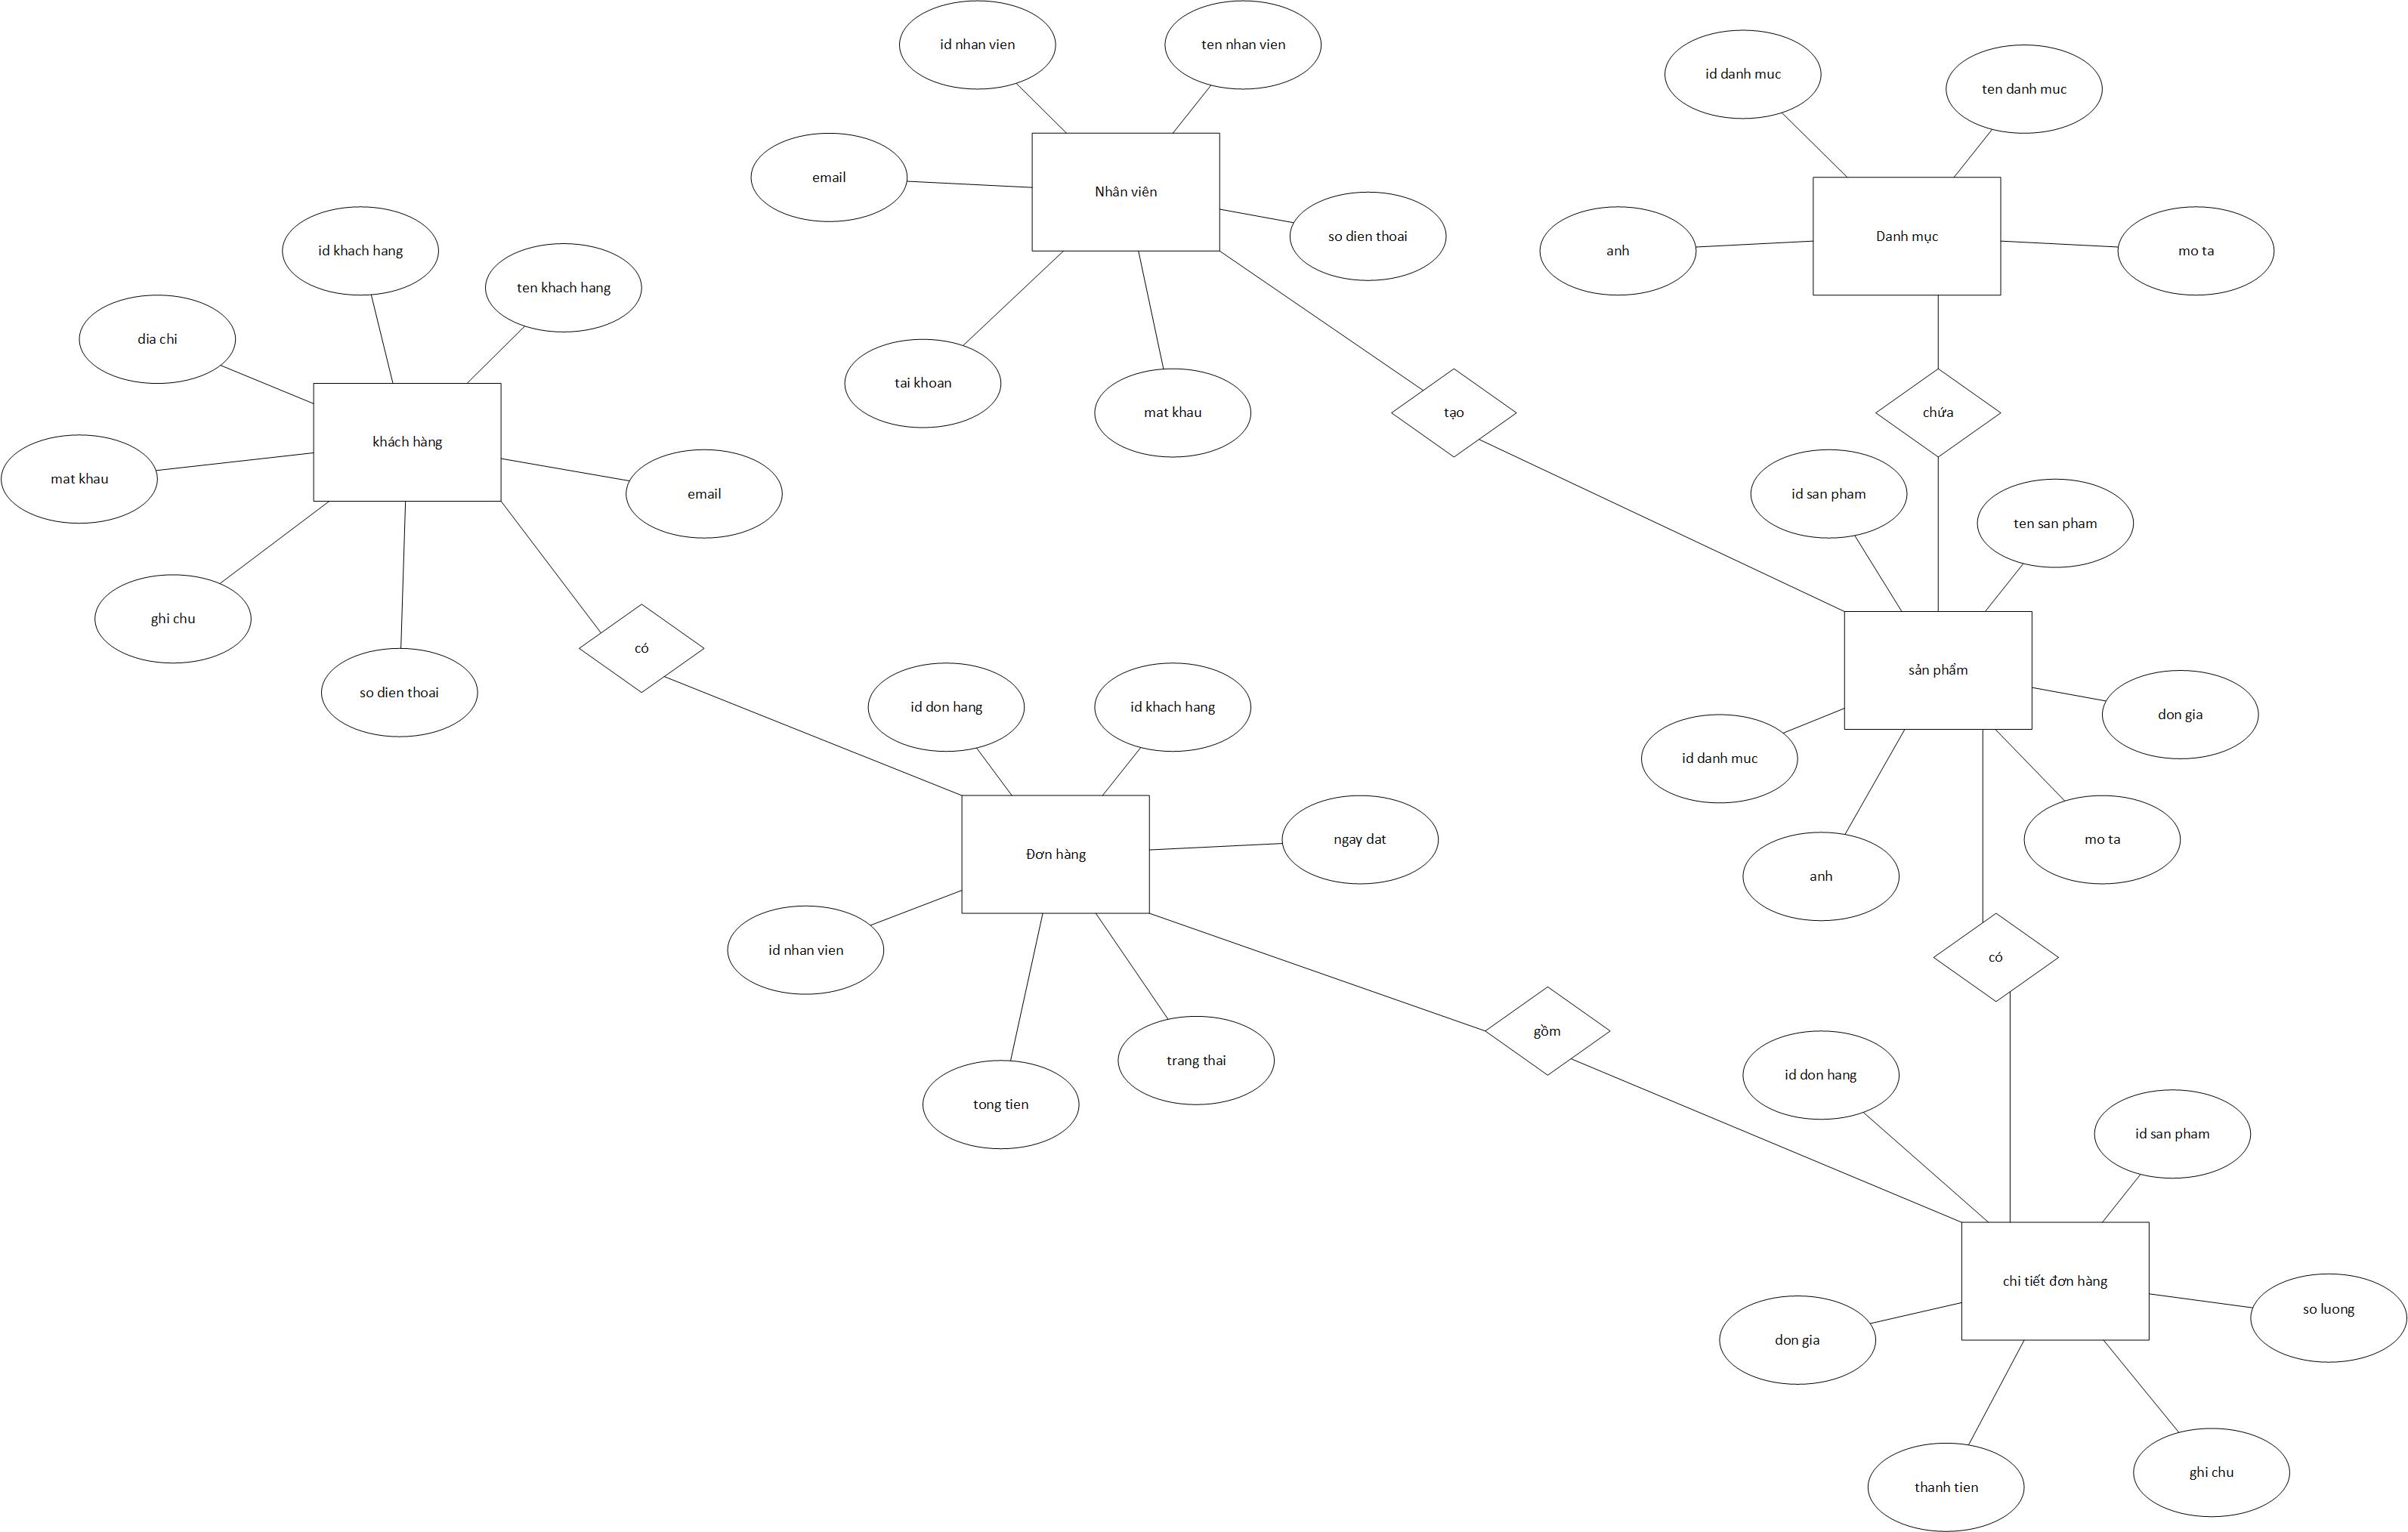 id nhan vien
ten nhan vien
id danh muc
ten danh muc
email
Nhân viên
so dien thoai
anh
Danh mục
mo ta
id khach hang
ten khach hang
dia chi
tai khoan
mat khau
tạo
chứa
khách hàng
mat khau
email
id san pham
ten san pham
ghi chu
có
so dien thoai
sản phẩm
id don hang
id khach hang
don gia
id danh muc
Đơn hàng
ngay dat
mo ta
anh
id nhan vien
có
gồm
trang thai
tong tien
id don hang
id san pham
chi tiết đơn hàng
so luong
don gia
ghi chu
thanh tien